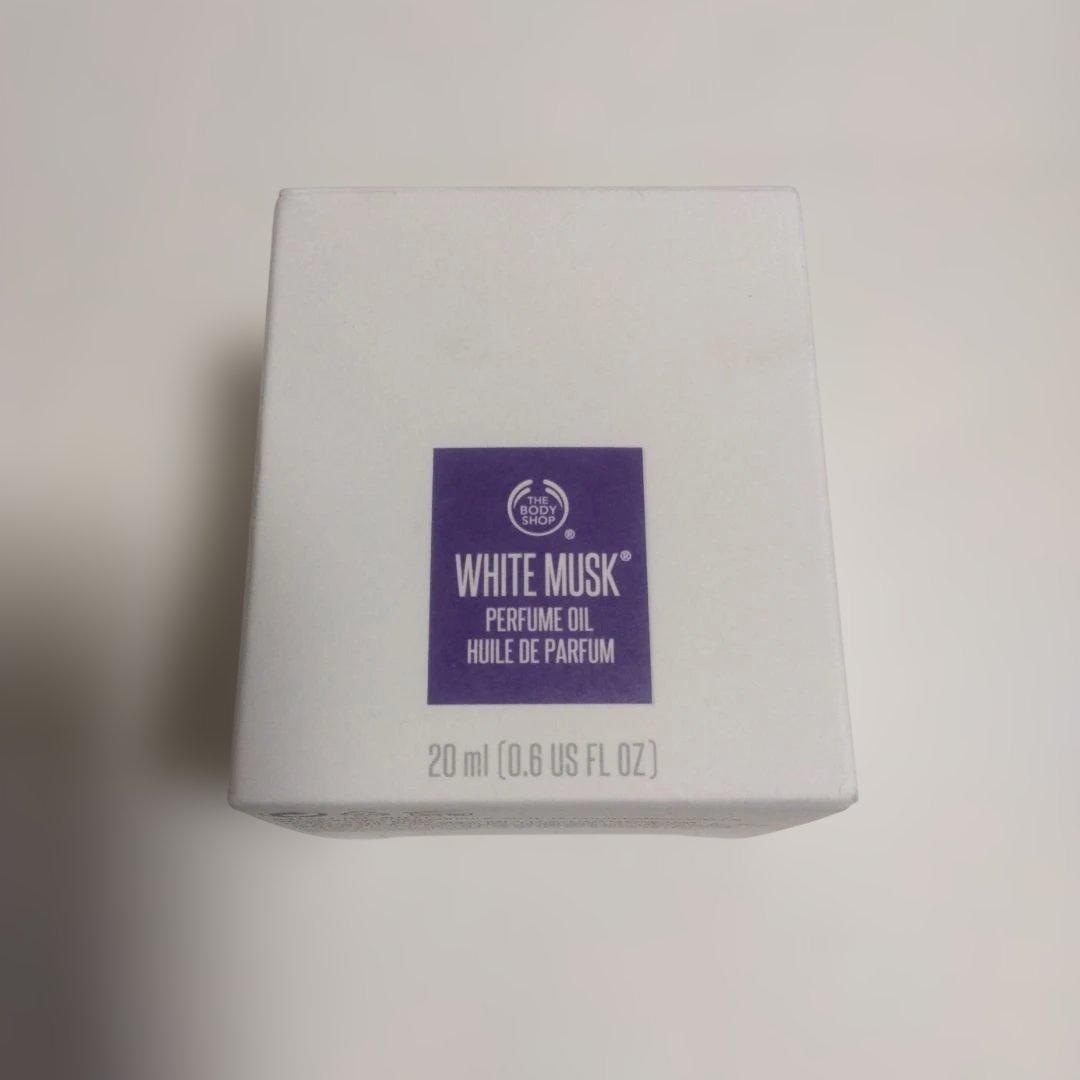 THE
BODY
SHOP
®
WHITE MUSK®
PERFUME OIL
HUILE DE PARFUM
20 ml (0.6 US FL OZ)